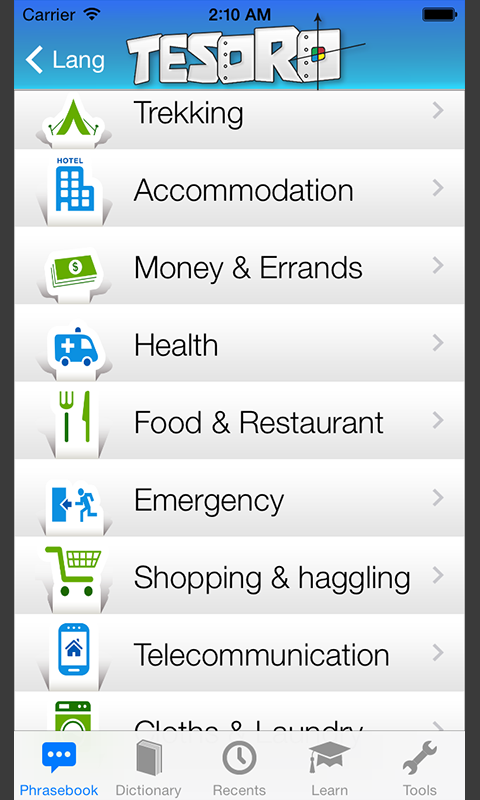 Carrier 2:10 AM
Lang TESORO
Trekking
HOTEL
Accommodation
Money & Errands
$
Health
Food & Restaurant
Emergency
Shopping & haggling
Telecommunication
Cloths & Laundry
Phrasebook Dictionary Recents Learn Tools